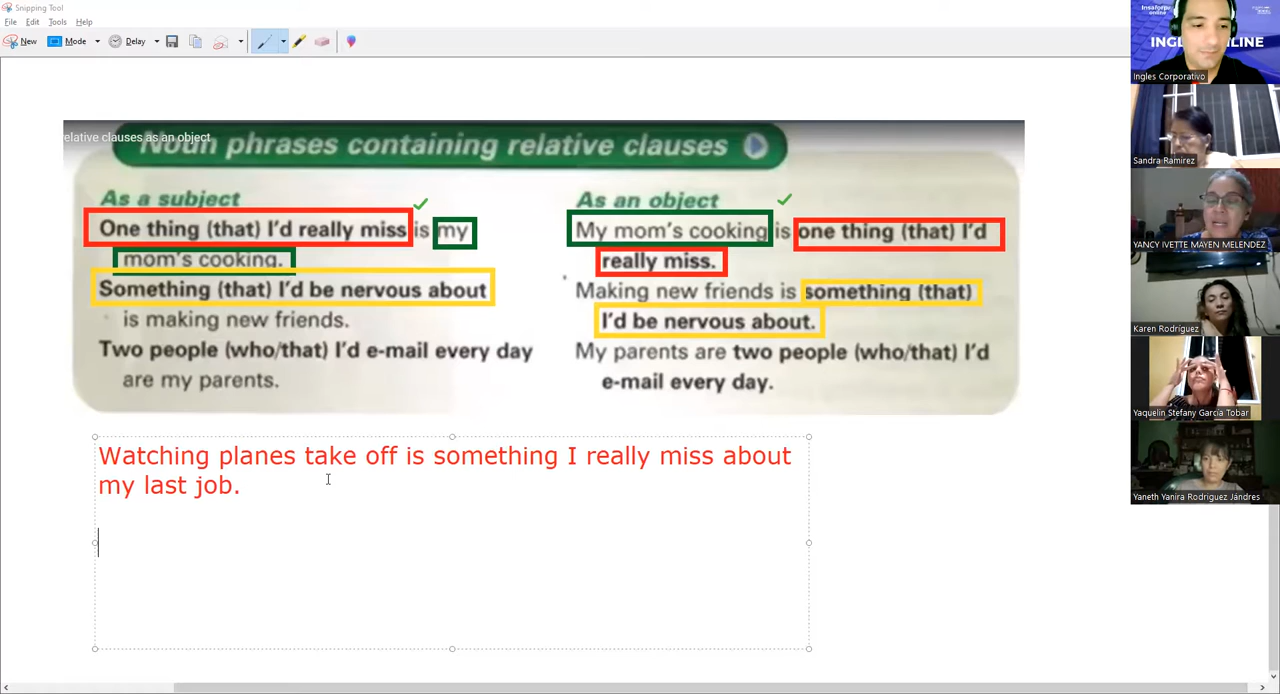 Snipping Tool
File Edit Tools Help
New Mode Delay
relative clauses as an object
Noun phrases containing relative clauses
As a subject
One thing (that) I'd really miss is my
mom's cooking.
Something (that) I'd be nervous about
is making new friends.
Two people (who/that) I'd e-mail every day
are my parents.
As an object
My mom's cooking is one thing (that) I'd
really miss.
Making new friends is something (that)
I'd be nervous about.
My parents are two people (who/that) I'd
e-mail every day.
Watching planes take off is something I really miss about
my last job.
Ingles Corporativo
Sandra Ramirez
YANCY IVETTE MAYEN MELENDEZ
Karen Rodríguez
Yaquelin Stefany García Tobar
Yaneth Yanira Rodriguez Jándres